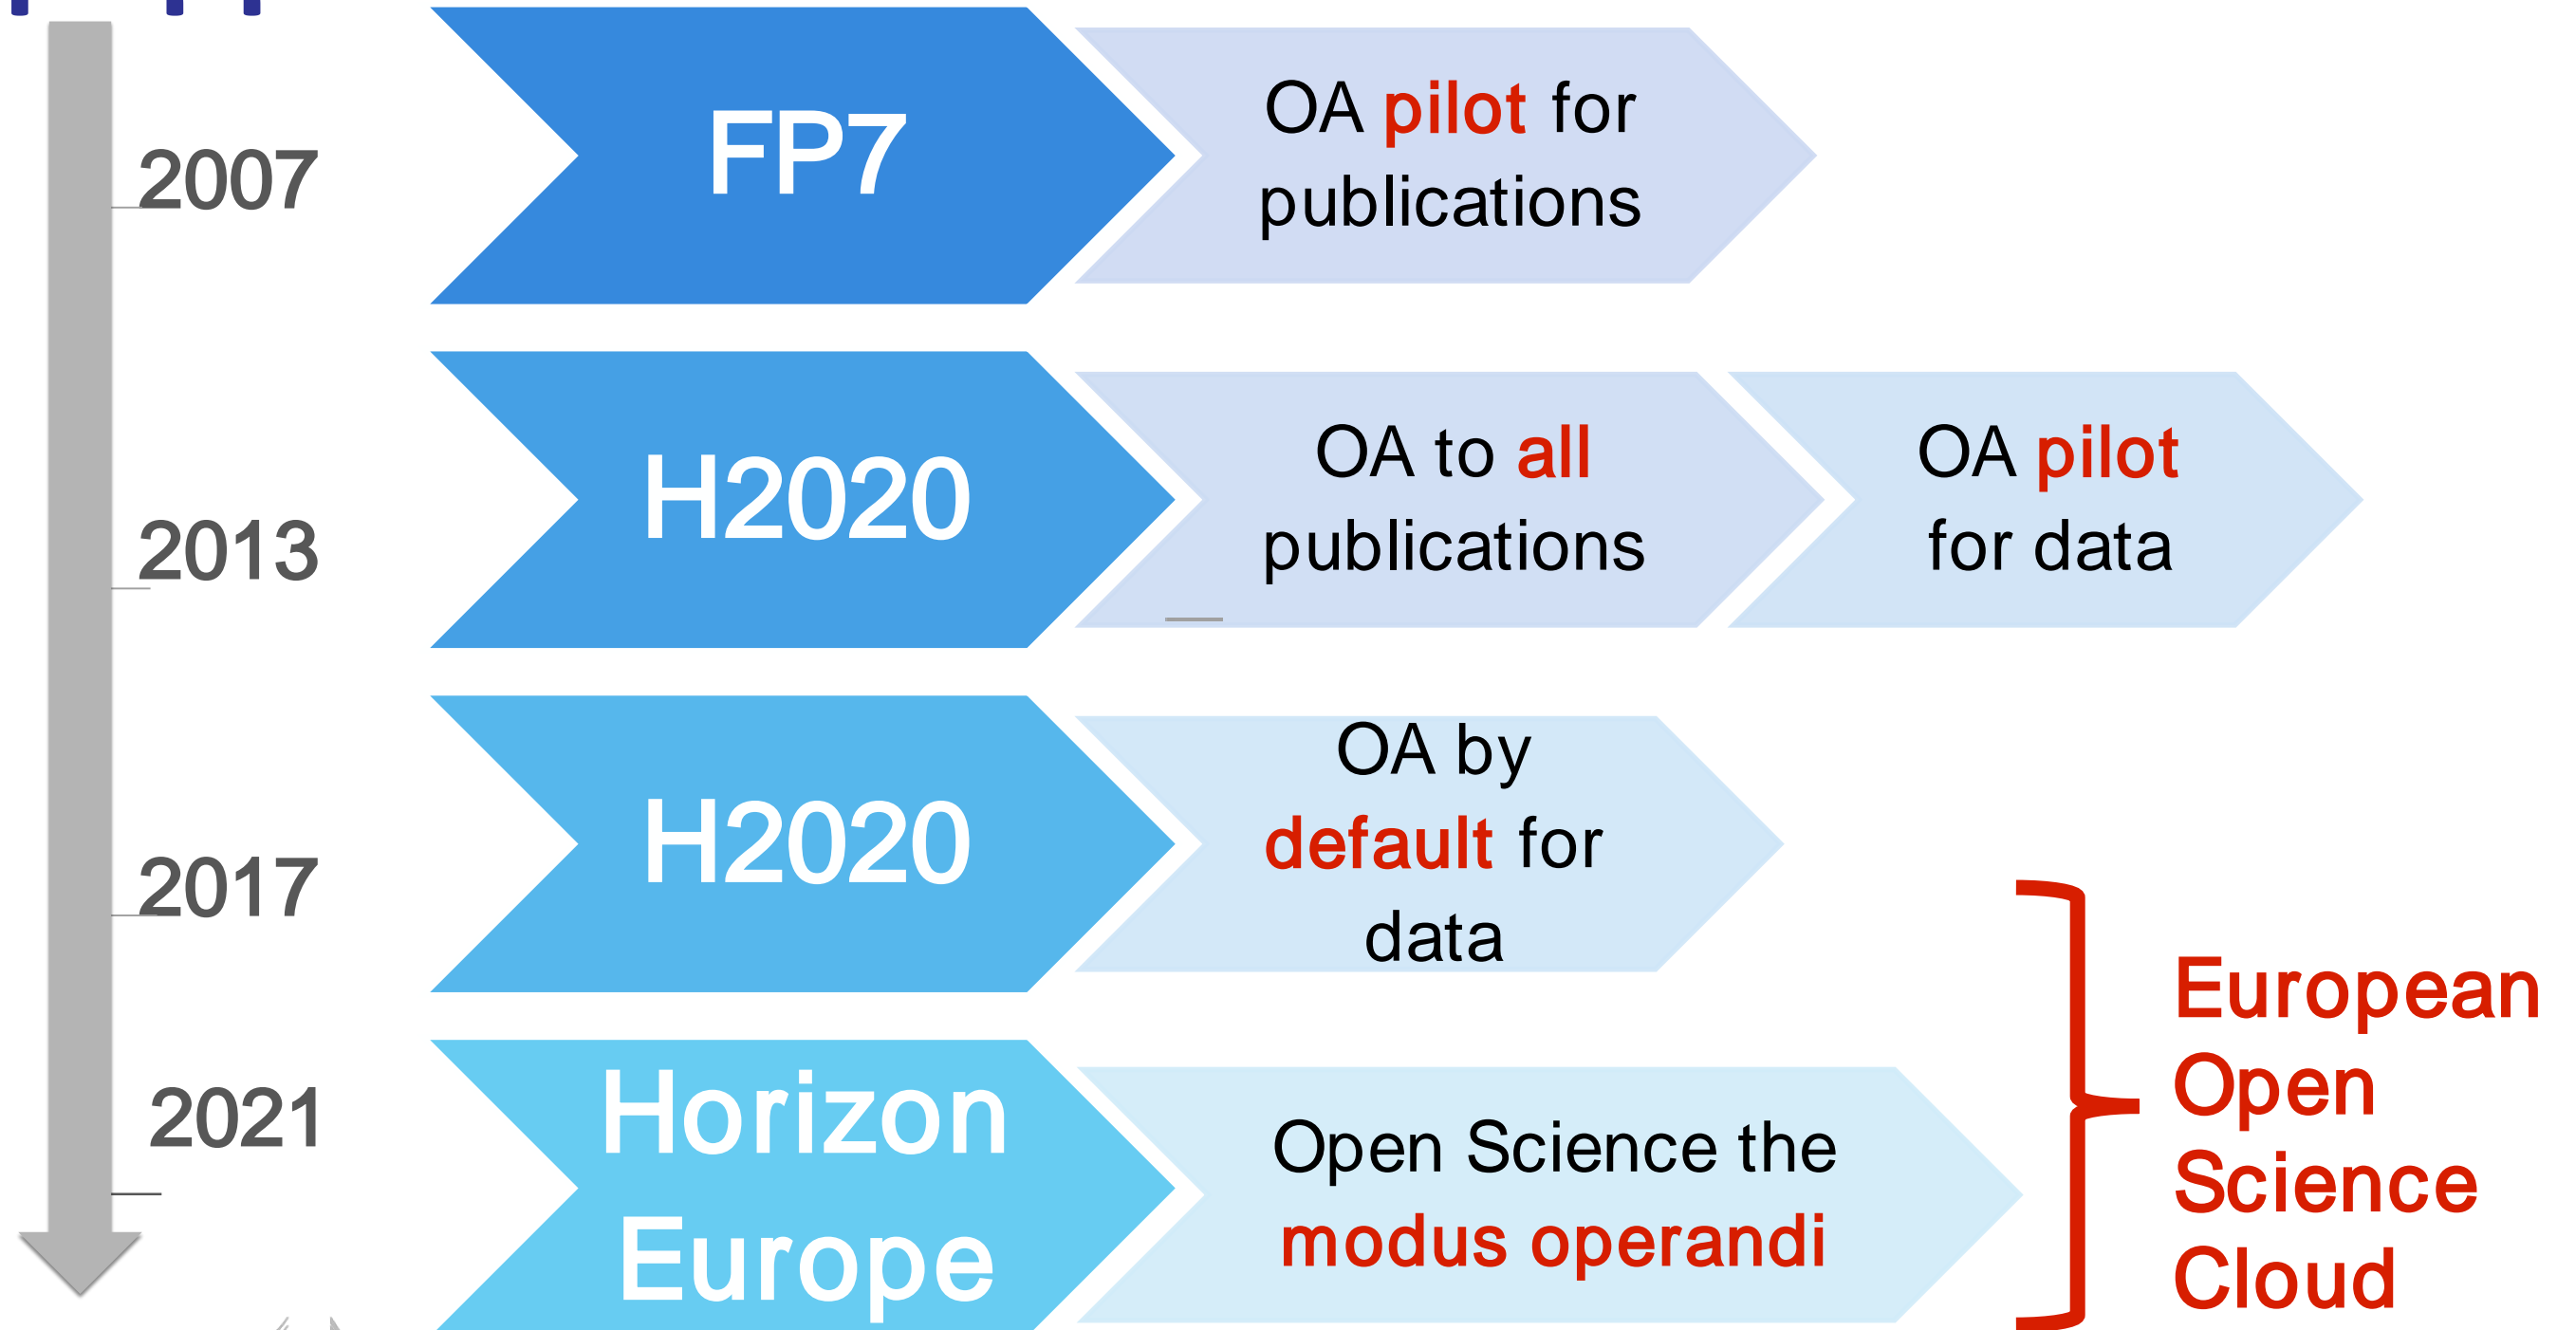 2007
FP7
OA pilot for
publications
2013
H2020
OA to all
publications
OA pilot
for data
2017
H2020
OA by
default for
data
2021
Horizon
Europe
Open Science the
modus operandi
European
Open
Science
Cloud